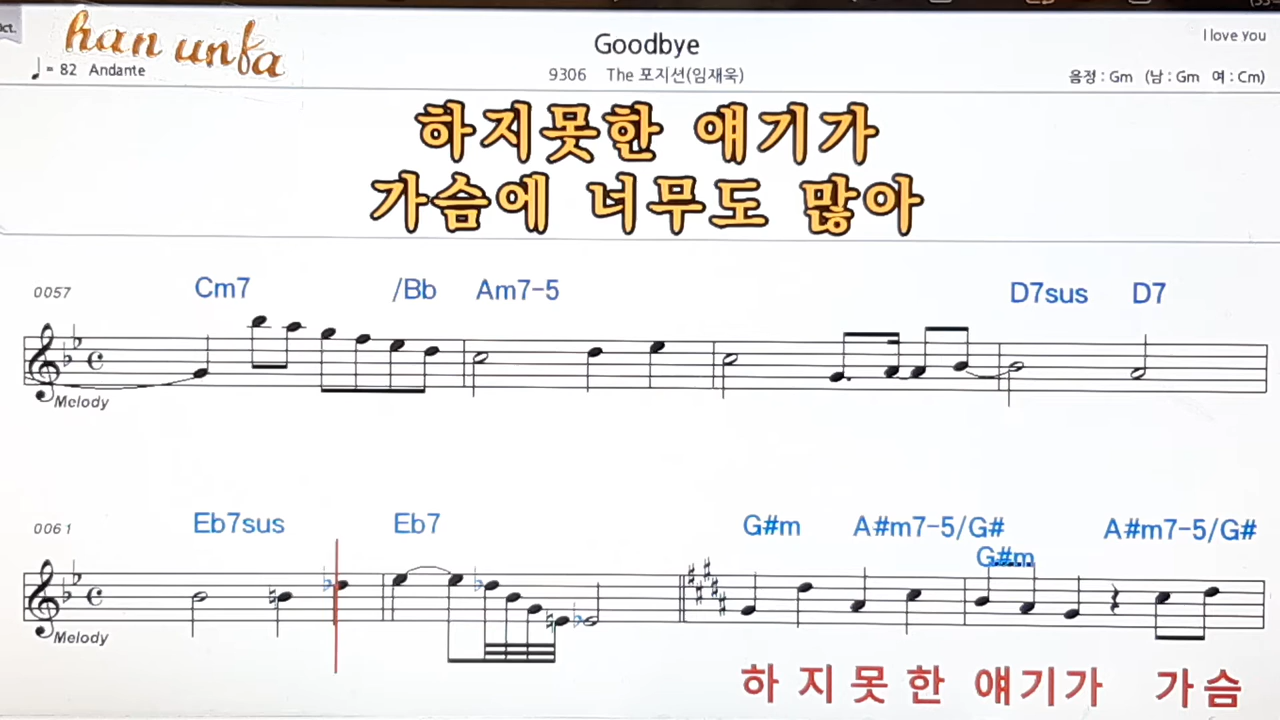 ct.
han unfa
Goodbye
I love you
♩= 82 Andante
9306 The 포지션(임재욱)
음정 : Gm (남 : Gm 여 : Cm)
하지못한 얘기가
가슴에 너무도 많아
0057 Cm7 /Bb Am7-5 D7sus D7
Melody
0061 Eb7sus Eb7 G#m A#m7-5/G# G#m A#m7-5/G#
Melody
하 지 못 한 얘기가 가슴